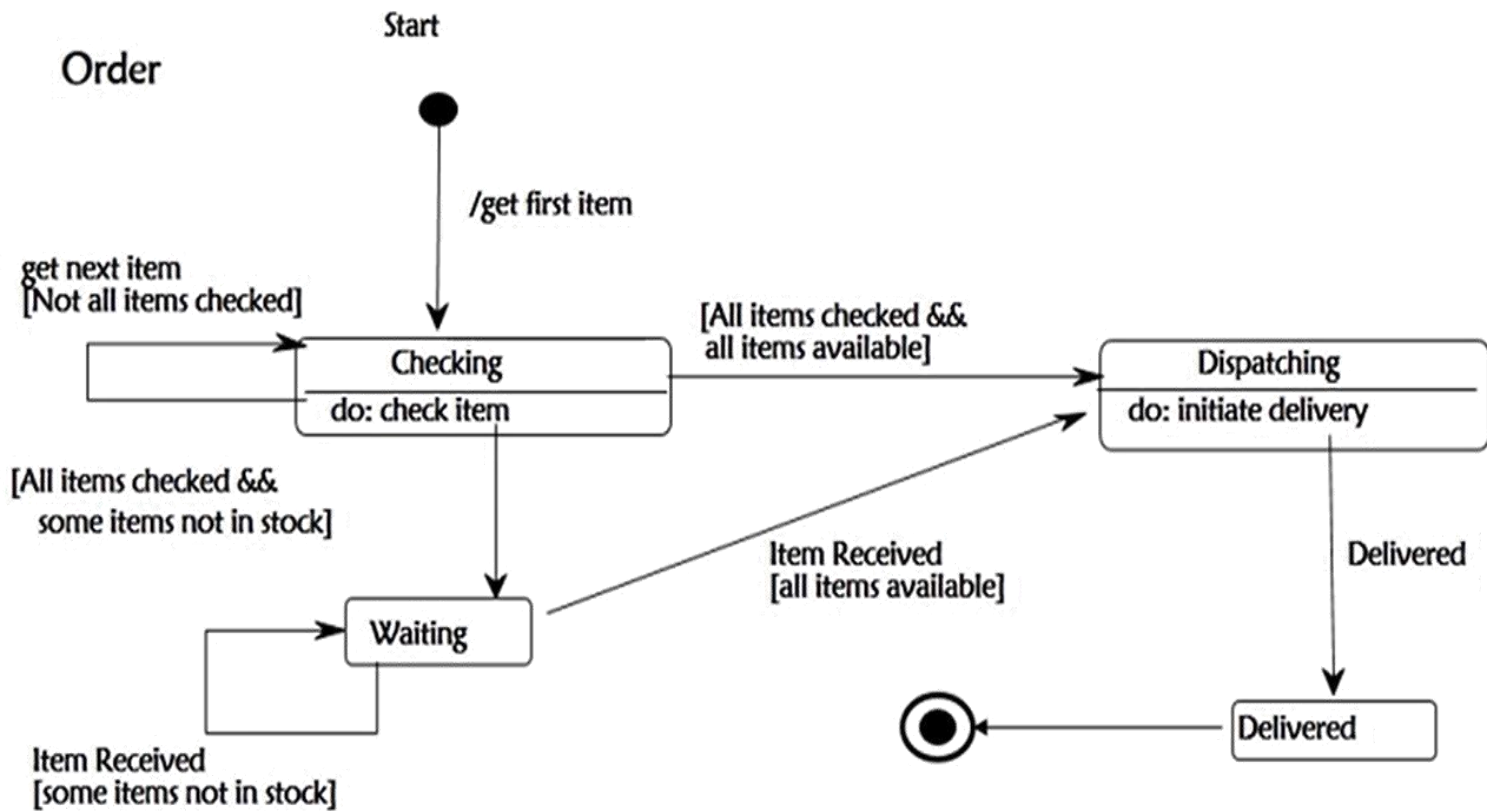 Start
Order
/get first item
get next item
[Not all items checked]
[All items checked &&
all items available]
Checking
do: check item
Dispatching
do: initiate delivery
[All items checked &&
some items not in stock]
Item Received
[all items available]
Delivered
Waiting
Delivered
Item Received
[some items not in stock]